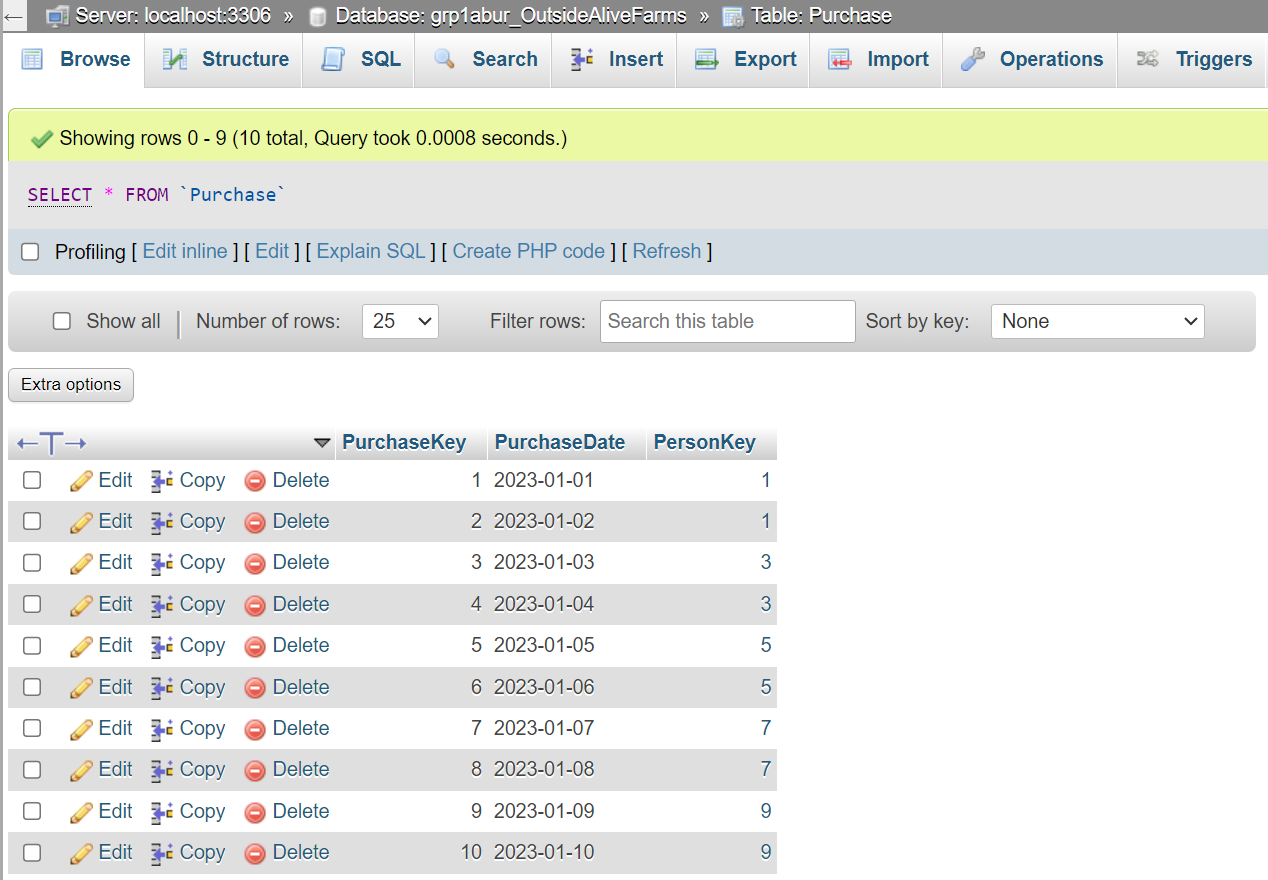 ← Server: localhost:3306 » Database: grp1abur_OutsideAliveFarms » Table: Purchase
Browse Structure SQL Search Insert Export Import Operations Triggers
Showing rows 0 - 9 (10 total, Query took 0.0008 seconds.)
SELECT * FROM `Purchase`
Profiling [ Edit inline ] [ Edit ] [ Explain SQL ] [ Create PHP code ] [ Refresh ]
Show all Number of rows: 25 Filter rows: Search this table Sort by key: None
Extra options
←T→ PurchaseKey PurchaseDate PersonKey
Edit Copy Delete 1 2023-01-01 1
Edit Copy Delete 2 2023-01-02 1
Edit Copy Delete 3 2023-01-03 3
Edit Copy Delete 4 2023-01-04 3
Edit Copy Delete 5 2023-01-05 5
Edit Copy Delete 6 2023-01-06 5
Edit Copy Delete 7 2023-01-07 7
Edit Copy Delete 8 2023-01-08 7
Edit Copy Delete 9 2023-01-09 9
Edit Copy Delete 10 2023-01-10 9